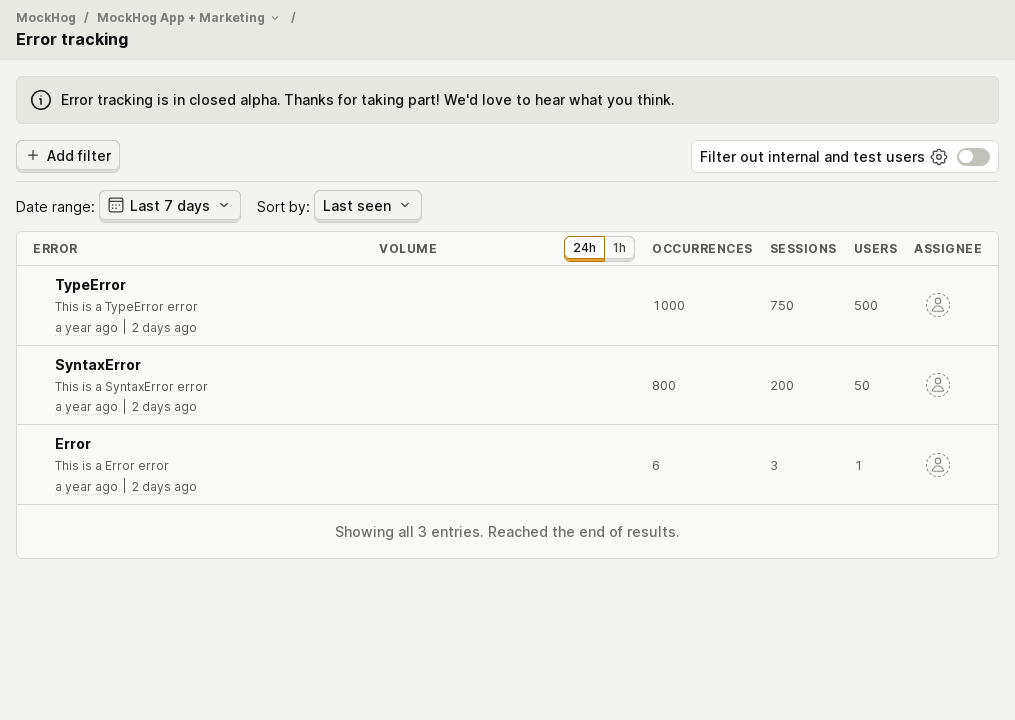 MockHog / MockHog App + Marketing /
Error tracking
Error tracking is in closed alpha. Thanks for taking part! We'd love to hear what you think.
Add filter
Filter out internal and test users
Date range: Last 7 days Sort by: Last seen
ERROR VOLUME 24h 1h OCCURRENCES SESSIONS USERS ASSIGNEE
TypeError
This is a TypeError error
a year ago | 2 days ago
1000 750 500
SyntaxError
This is a SyntaxError error
a year ago | 2 days ago
800 200 50
Error
This is a Error error
a year ago | 2 days ago
6 3 1
Showing all 3 entries. Reached the end of results.